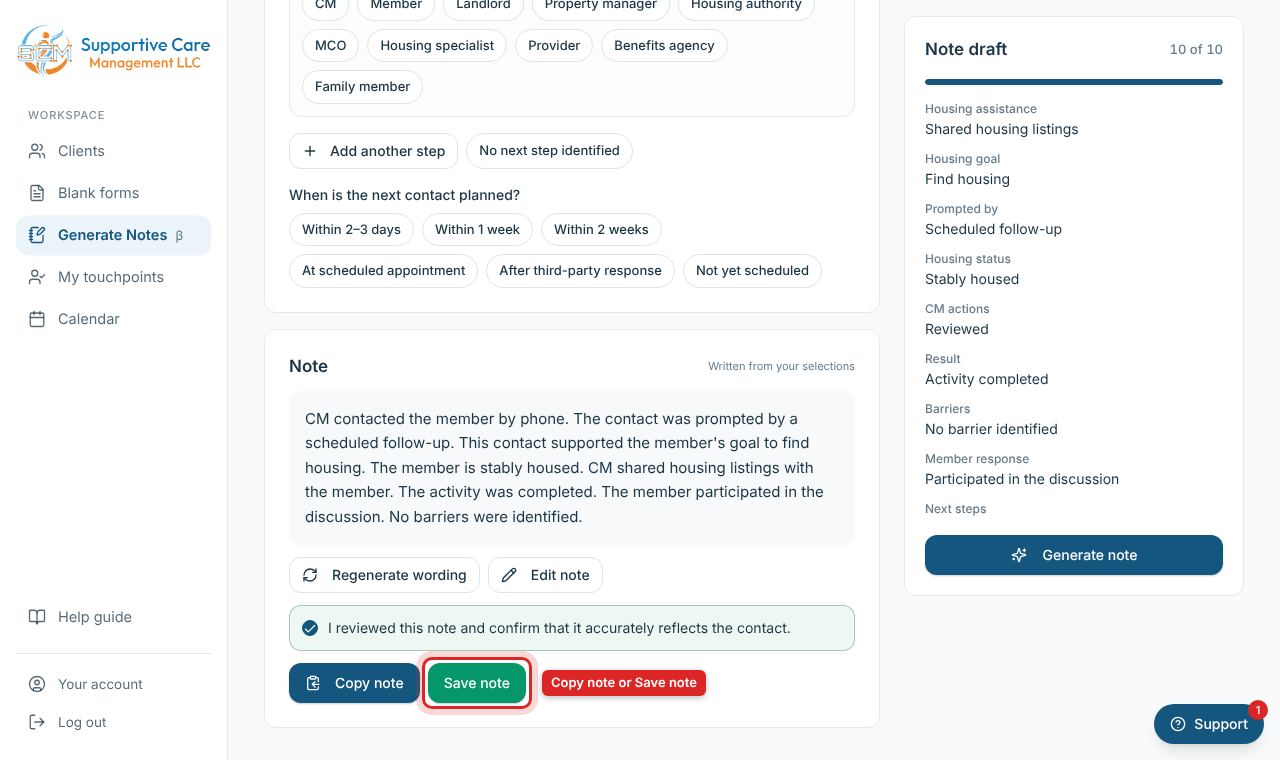 SCM Supportive Care
Management LLC
WORKSPACE
Clients
Blank forms
Generate Notes β
My touchpoints
Calendar
Help guide
Your account
Log out
CM Member Landlord Property manager Housing authority
MCO Housing specialist Provider Benefits agency
Family member
+ Add another step No next step identified
When is the next contact planned?
Within 2–3 days Within 1 week Within 2 weeks
At scheduled appointment After third-party response Not yet scheduled
Note Written from your selections
CM contacted the member by phone. The contact was prompted by a
scheduled follow-up. This contact supported the member's goal to find
housing. The member is stably housed. CM shared housing listings with
the member. The activity was completed. The member participated in the
discussion. No barriers were identified.
Regenerate wording Edit note
I reviewed this note and confirm that it accurately reflects the contact.
Copy note Save note Copy note or Save note
Note draft 10 of 10
Housing assistance
Shared housing listings
Housing goal
Find housing
Prompted by
Scheduled follow-up
Housing status
Stably housed
CM actions
Reviewed
Result
Activity completed
Barriers
No barrier identified
Member response
Participated in the discussion
Next steps
Generate note
Support 1